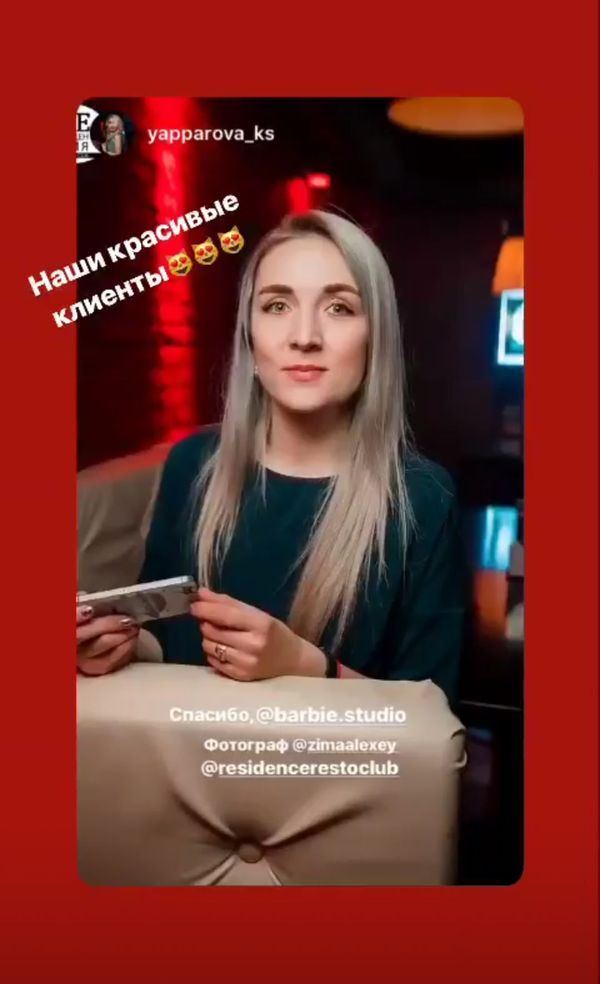 yapparova_ks
Наши красивые
клиенты😻😻😻
Спасибо,@barbie.studio
Фотограф @zimaalexey
@residencerestoclub